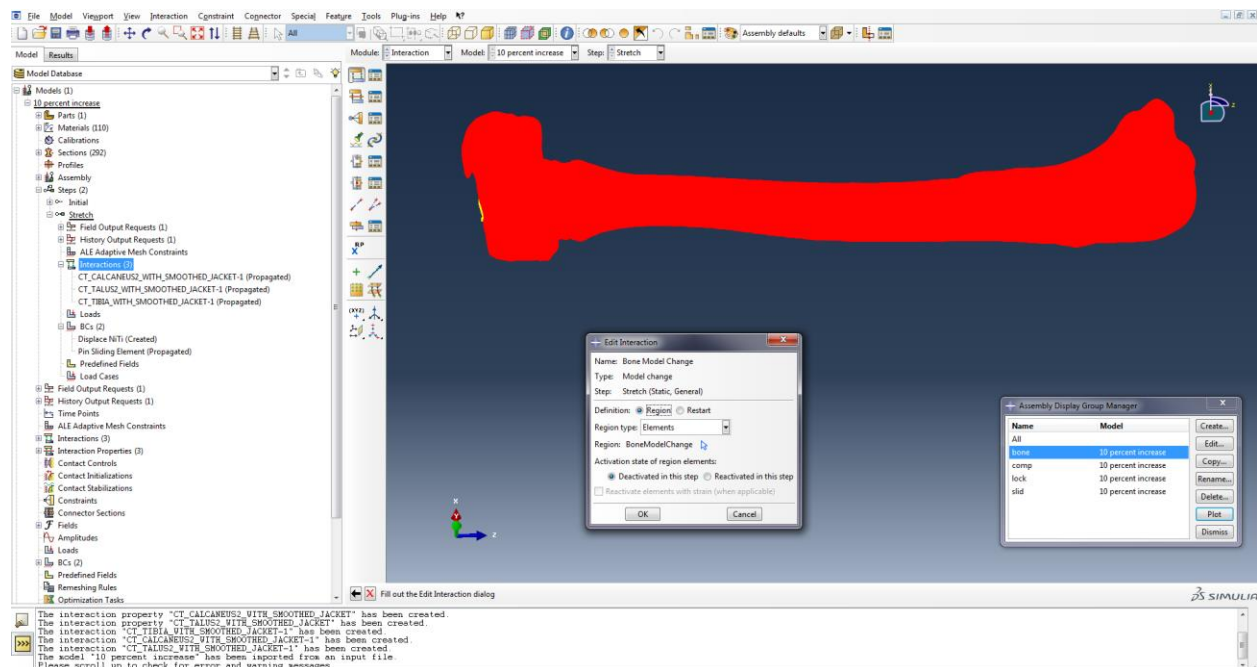 File Model Viewport View Interaction Constraint Connector Special Feature Tools Plug-ins Help
All
Assembly defaults
Model Results
Module: Interaction Model: 10 percent increase Step: Stretch
Model Database
Models (1)
10 percent increase
Parts (1)
Materials (110)
Calibrations
Sections (292)
Profiles
Assembly
Steps (2)
Initial
Stretch
Field Output Requests (1)
History Output Requests (1)
ALE Adaptive Mesh Constraints
Interactions (3)
CT_CALCANEUS2_WITH_SMOOTHED_JACKET-1 (Propagated)
CT_TALUS2_WITH_SMOOTHED_JACKET-1 (Propagated)
CT_TIBIA_WITH_SMOOTHED_JACKET-1 (Propagated)
Loads
BCs (2)
Displace NiTi (Created)
Pin Sliding Element (Propagated)
Predefined Fields
Load Cases
Field Output Requests (1)
History Output Requests (1)
Time Points
ALE Adaptive Mesh Constraints
Interactions (3)
Interaction Properties (3)
Contact Controls
Contact Initializations
Contact Stabilizations
Constraints
Connector Sections
Fields
Amplitudes
Loads
BCs (2)
Predefined Fields
Remeshing Rules
Optimization Tasks
RP
(XYZ)
Z
X
Z
Edit Interaction
Name: Bone Model Change
Type: Model change
Step: Stretch (Static, General)
Definition: Region Restart
Region type: Elements
Region: BoneModelChange
Activation state of region elements:
Deactivated in this step Reactivated in this step
Reactivate elements with strain (when applicable)
OK Cancel
Assembly Display Group Manager
Name Model
All
bone 10 percent increase
comp 10 percent increase
lock 10 percent increase
slid 10 percent increase
Create...
Edit...
Copy...
Rename...
Delete...
Plot
Dismiss
Fill out the Edit Interaction dialog
SIMULIA
The interaction property "CT_CALCANEUS2_WITH_SMOOTHED_JACKET" has been created.
The interaction property "CT_TALUS2_WITH_SMOOTHED_JACKET" has been created.
The interaction "CT_TIBIA_WITH_SMOOTHED_JACKET-1" has been created.
The interaction "CT_CALCANEUS2_WITH_SMOOTHED_JACKET-1" has been created.
The interaction "CT_TALUS2_WITH_SMOOTHED_JACKET-1" has been created.
The model "10 percent increase" has been imported from an input file.
Please scroll up to check for error and warning messages.